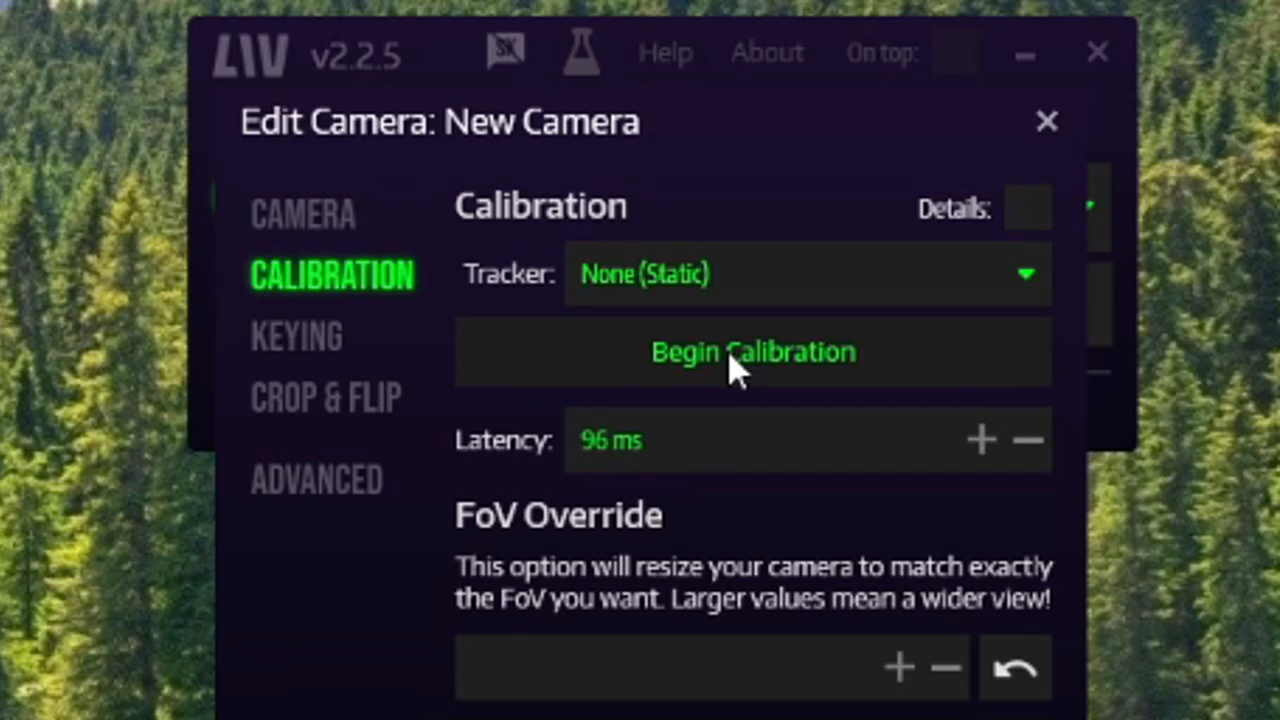 LIV v2.2.5 SK Help About On top:
Edit Camera: New Camera
CAMERA
CALIBRATION
KEYING
CROP & FLIP
ADVANCED
Calibration Details:
Tracker: None (Static)
Begin Calibration
Latency: 96 ms
FoV Override
This option will resize your camera to match exactly
the FoV you want. Larger values mean a wider view!